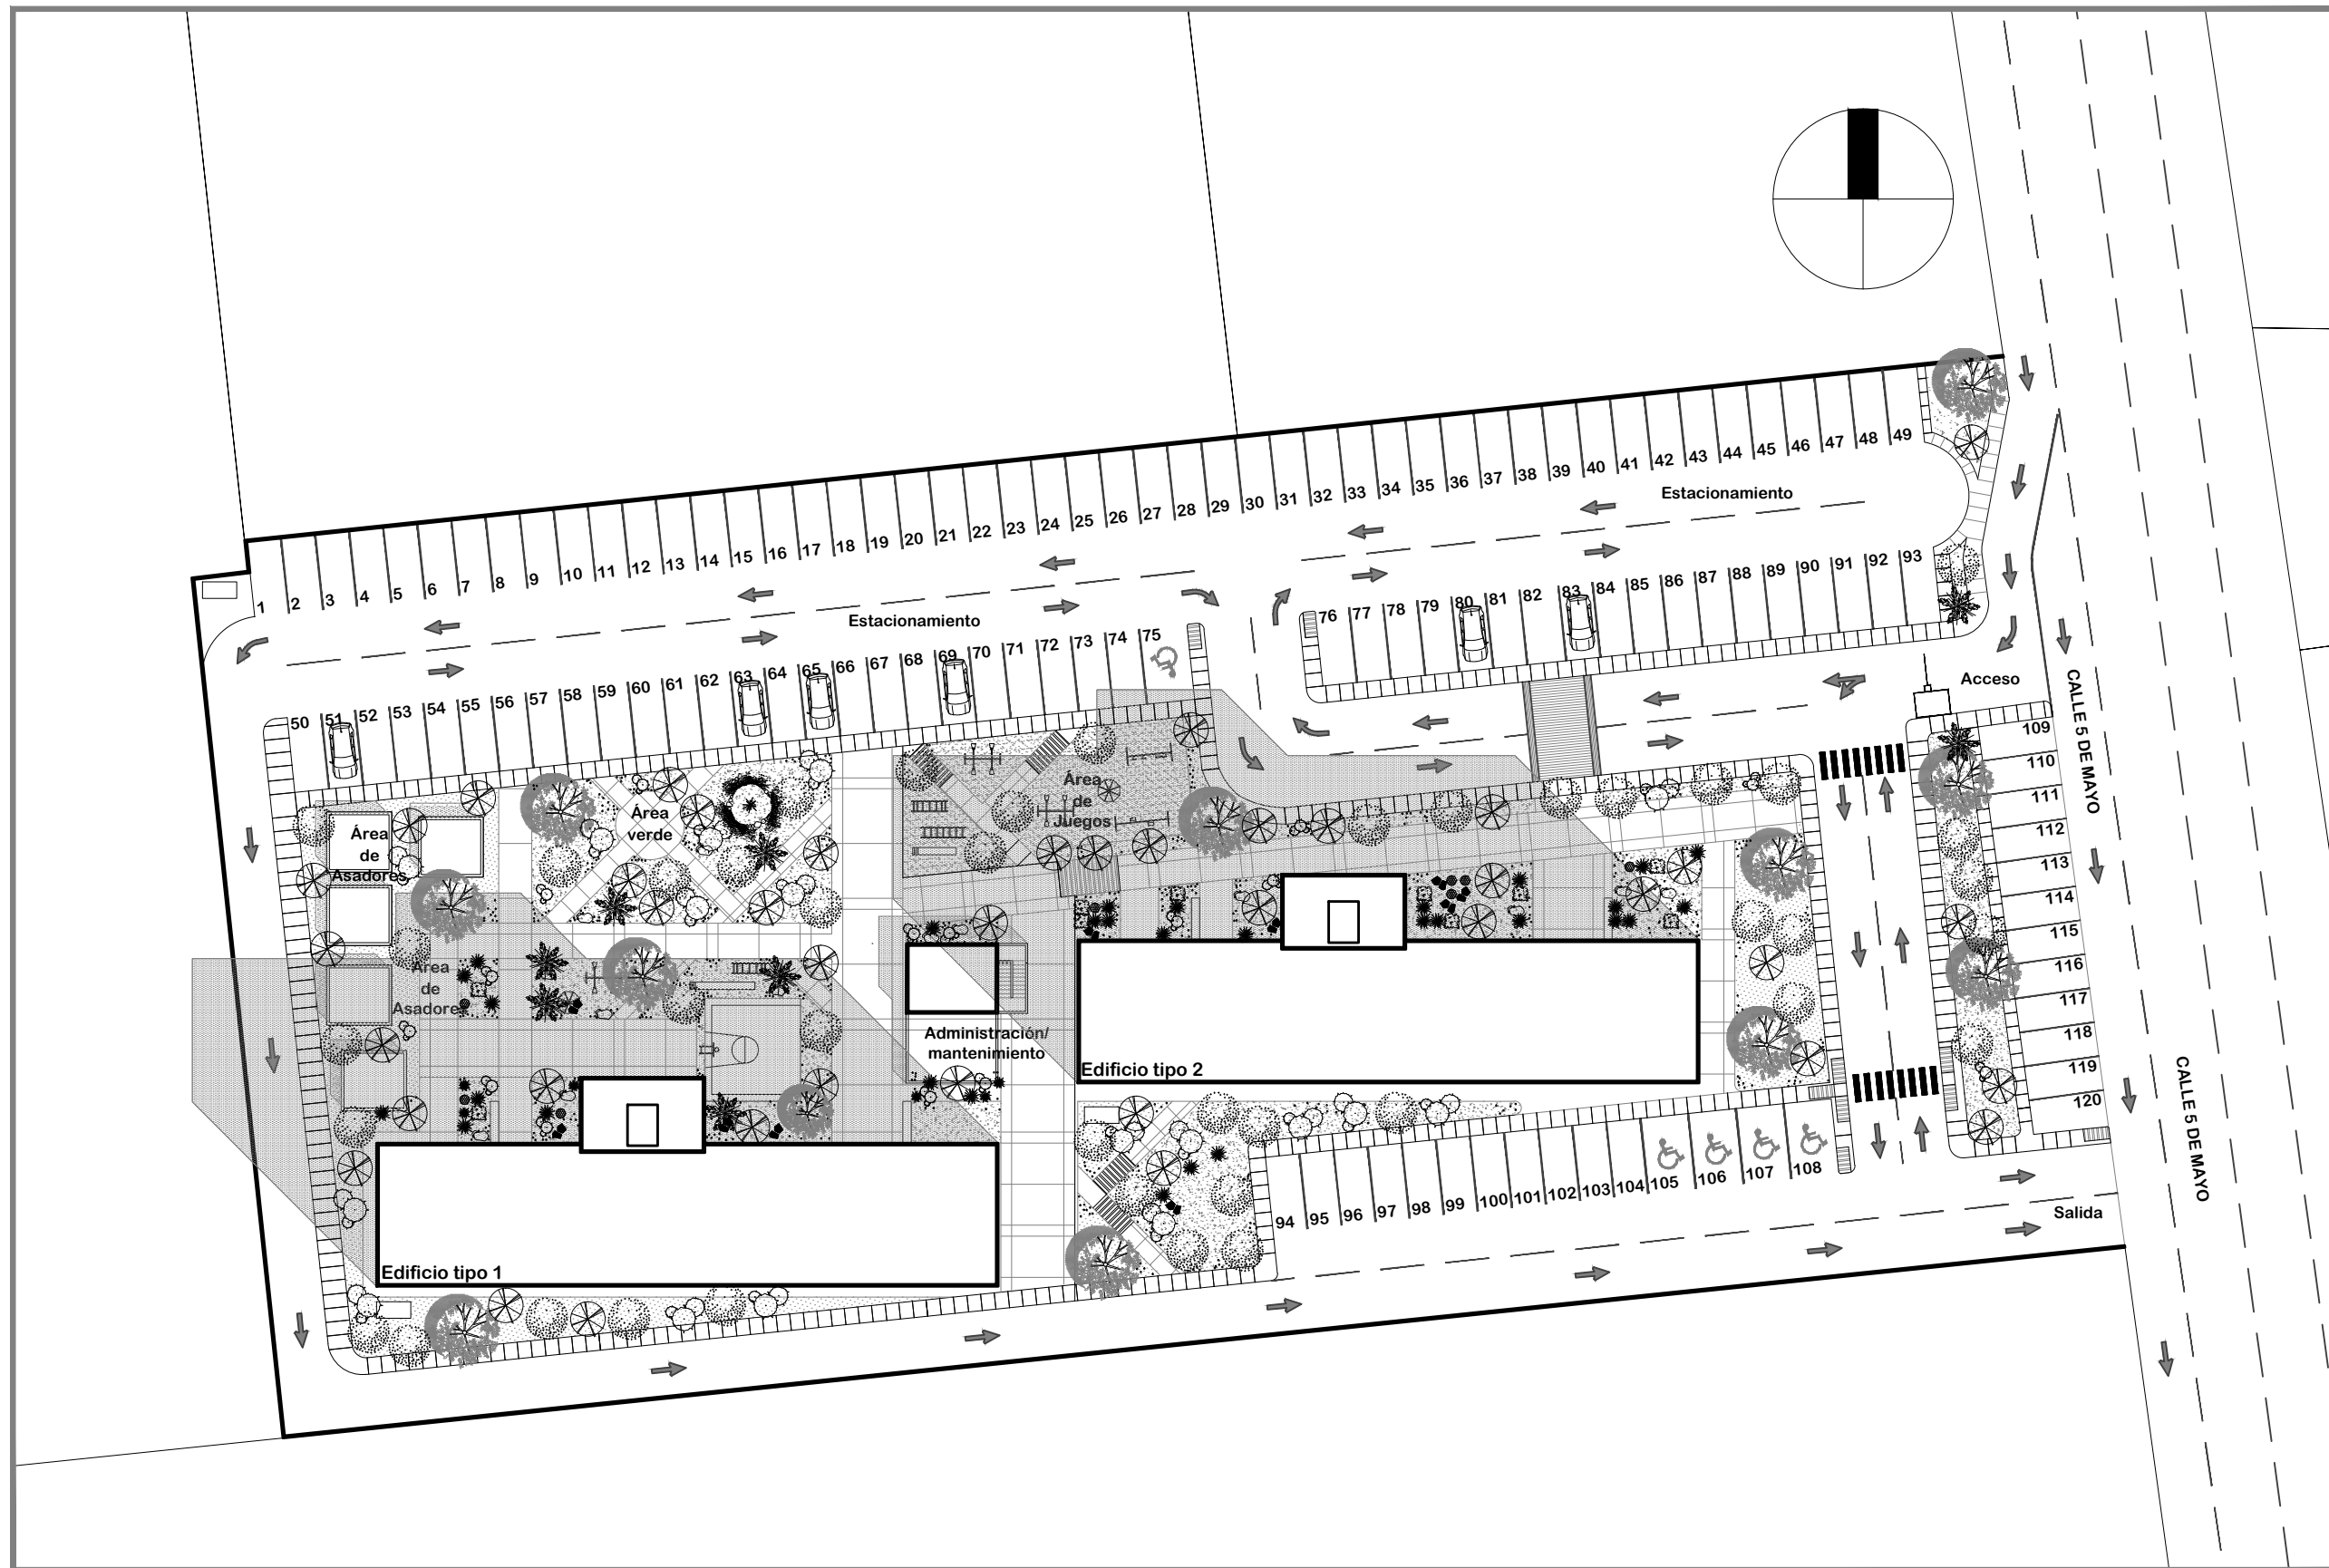 1 2 3 4 5 6 7 8 9 10 11 12 13 14 15 16 17 18 19 20 21 22 23 24 25 26 27 28 29 30 31 32 33 34 35 36 37 38 39 40 41 42 43 44 45 46 47 48 49
Estacionamiento
Estacionamiento
50 51 52 53 54 55 56 57 58 59 60 61 62 63 64 65 66 67 68 69 70 71 72 73 74 75
76 77 78 79 80 81 82 83 84 85 86 87 88 89 90 91 92 93
Acceso
CALLE 5 DE MAYO
109
110
111
112
113
114
115
116
117
118
119
120
Área
de
Asadores
Área
verde
Área
de
Juegos
Área
de
Asadores
Administración/
mantenimiento
Edificio tipo 2
Edificio tipo 1
94 95 96 97 98 99 100 101 102 103 104 105 106 107 108
Salida
CALLE 5 DE MAYO